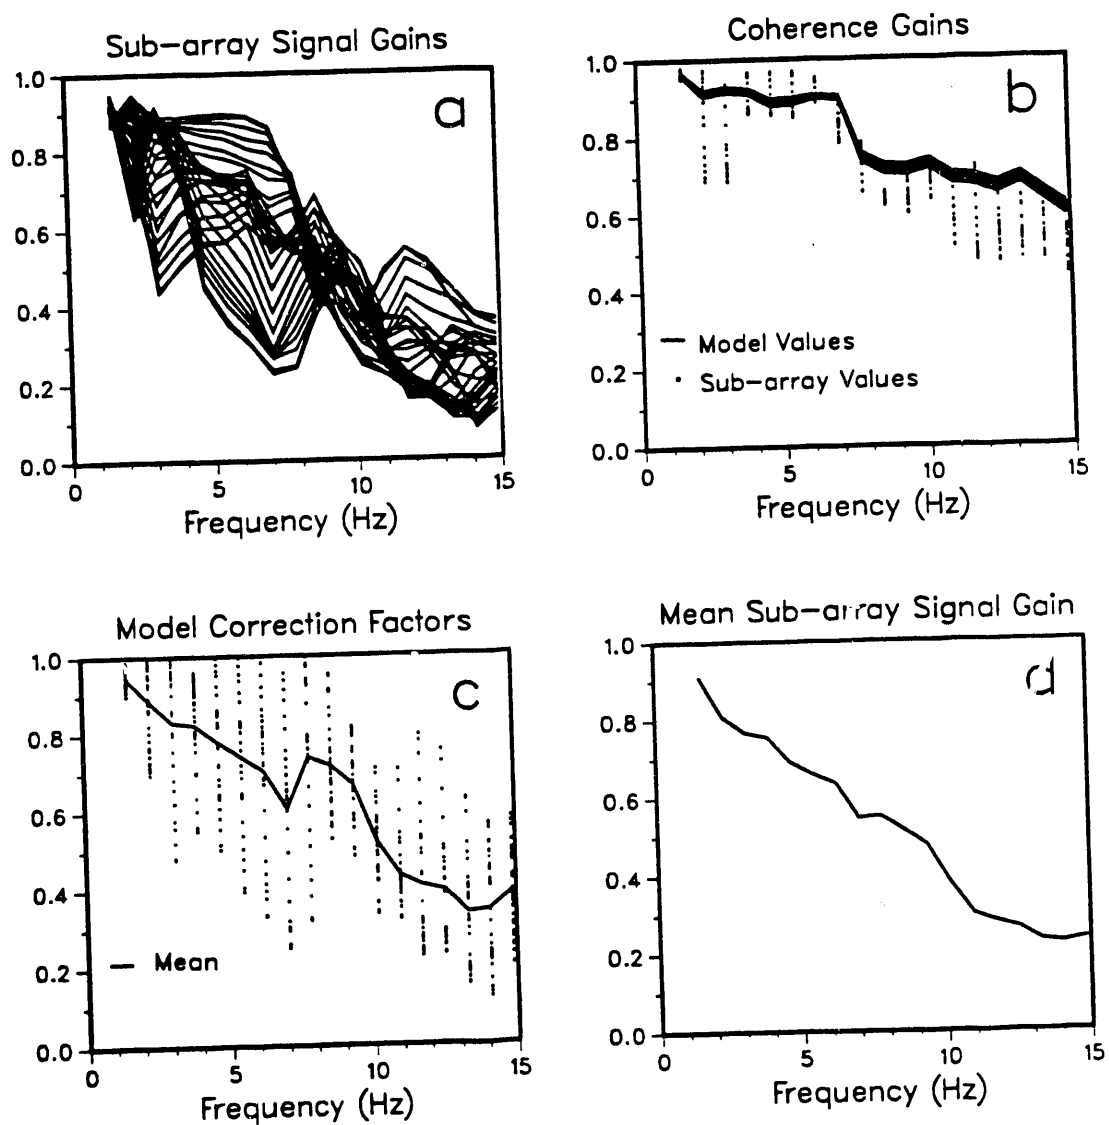 Sub-array Signal Gains
a
1.0
0.8
0.6
0.4
0.2
0.0
0 5 10 15
Frequency (Hz)
Coherence Gains
b
1.0
0.8
0.6
0.4
0.2
0.0
Model Values
Sub-array Values
0 5 10 15
Frequency (Hz)
Model Correction Factors
c
1.0
0.8
0.6
0.4
0.2
0.0
Mean
0 5 10 15
Frequency (Hz)
Mean Sub-array Signal Gain
d
1.0
0.8
0.6
0.4
0.2
0.0
0 5 10 15
Frequency (Hz)